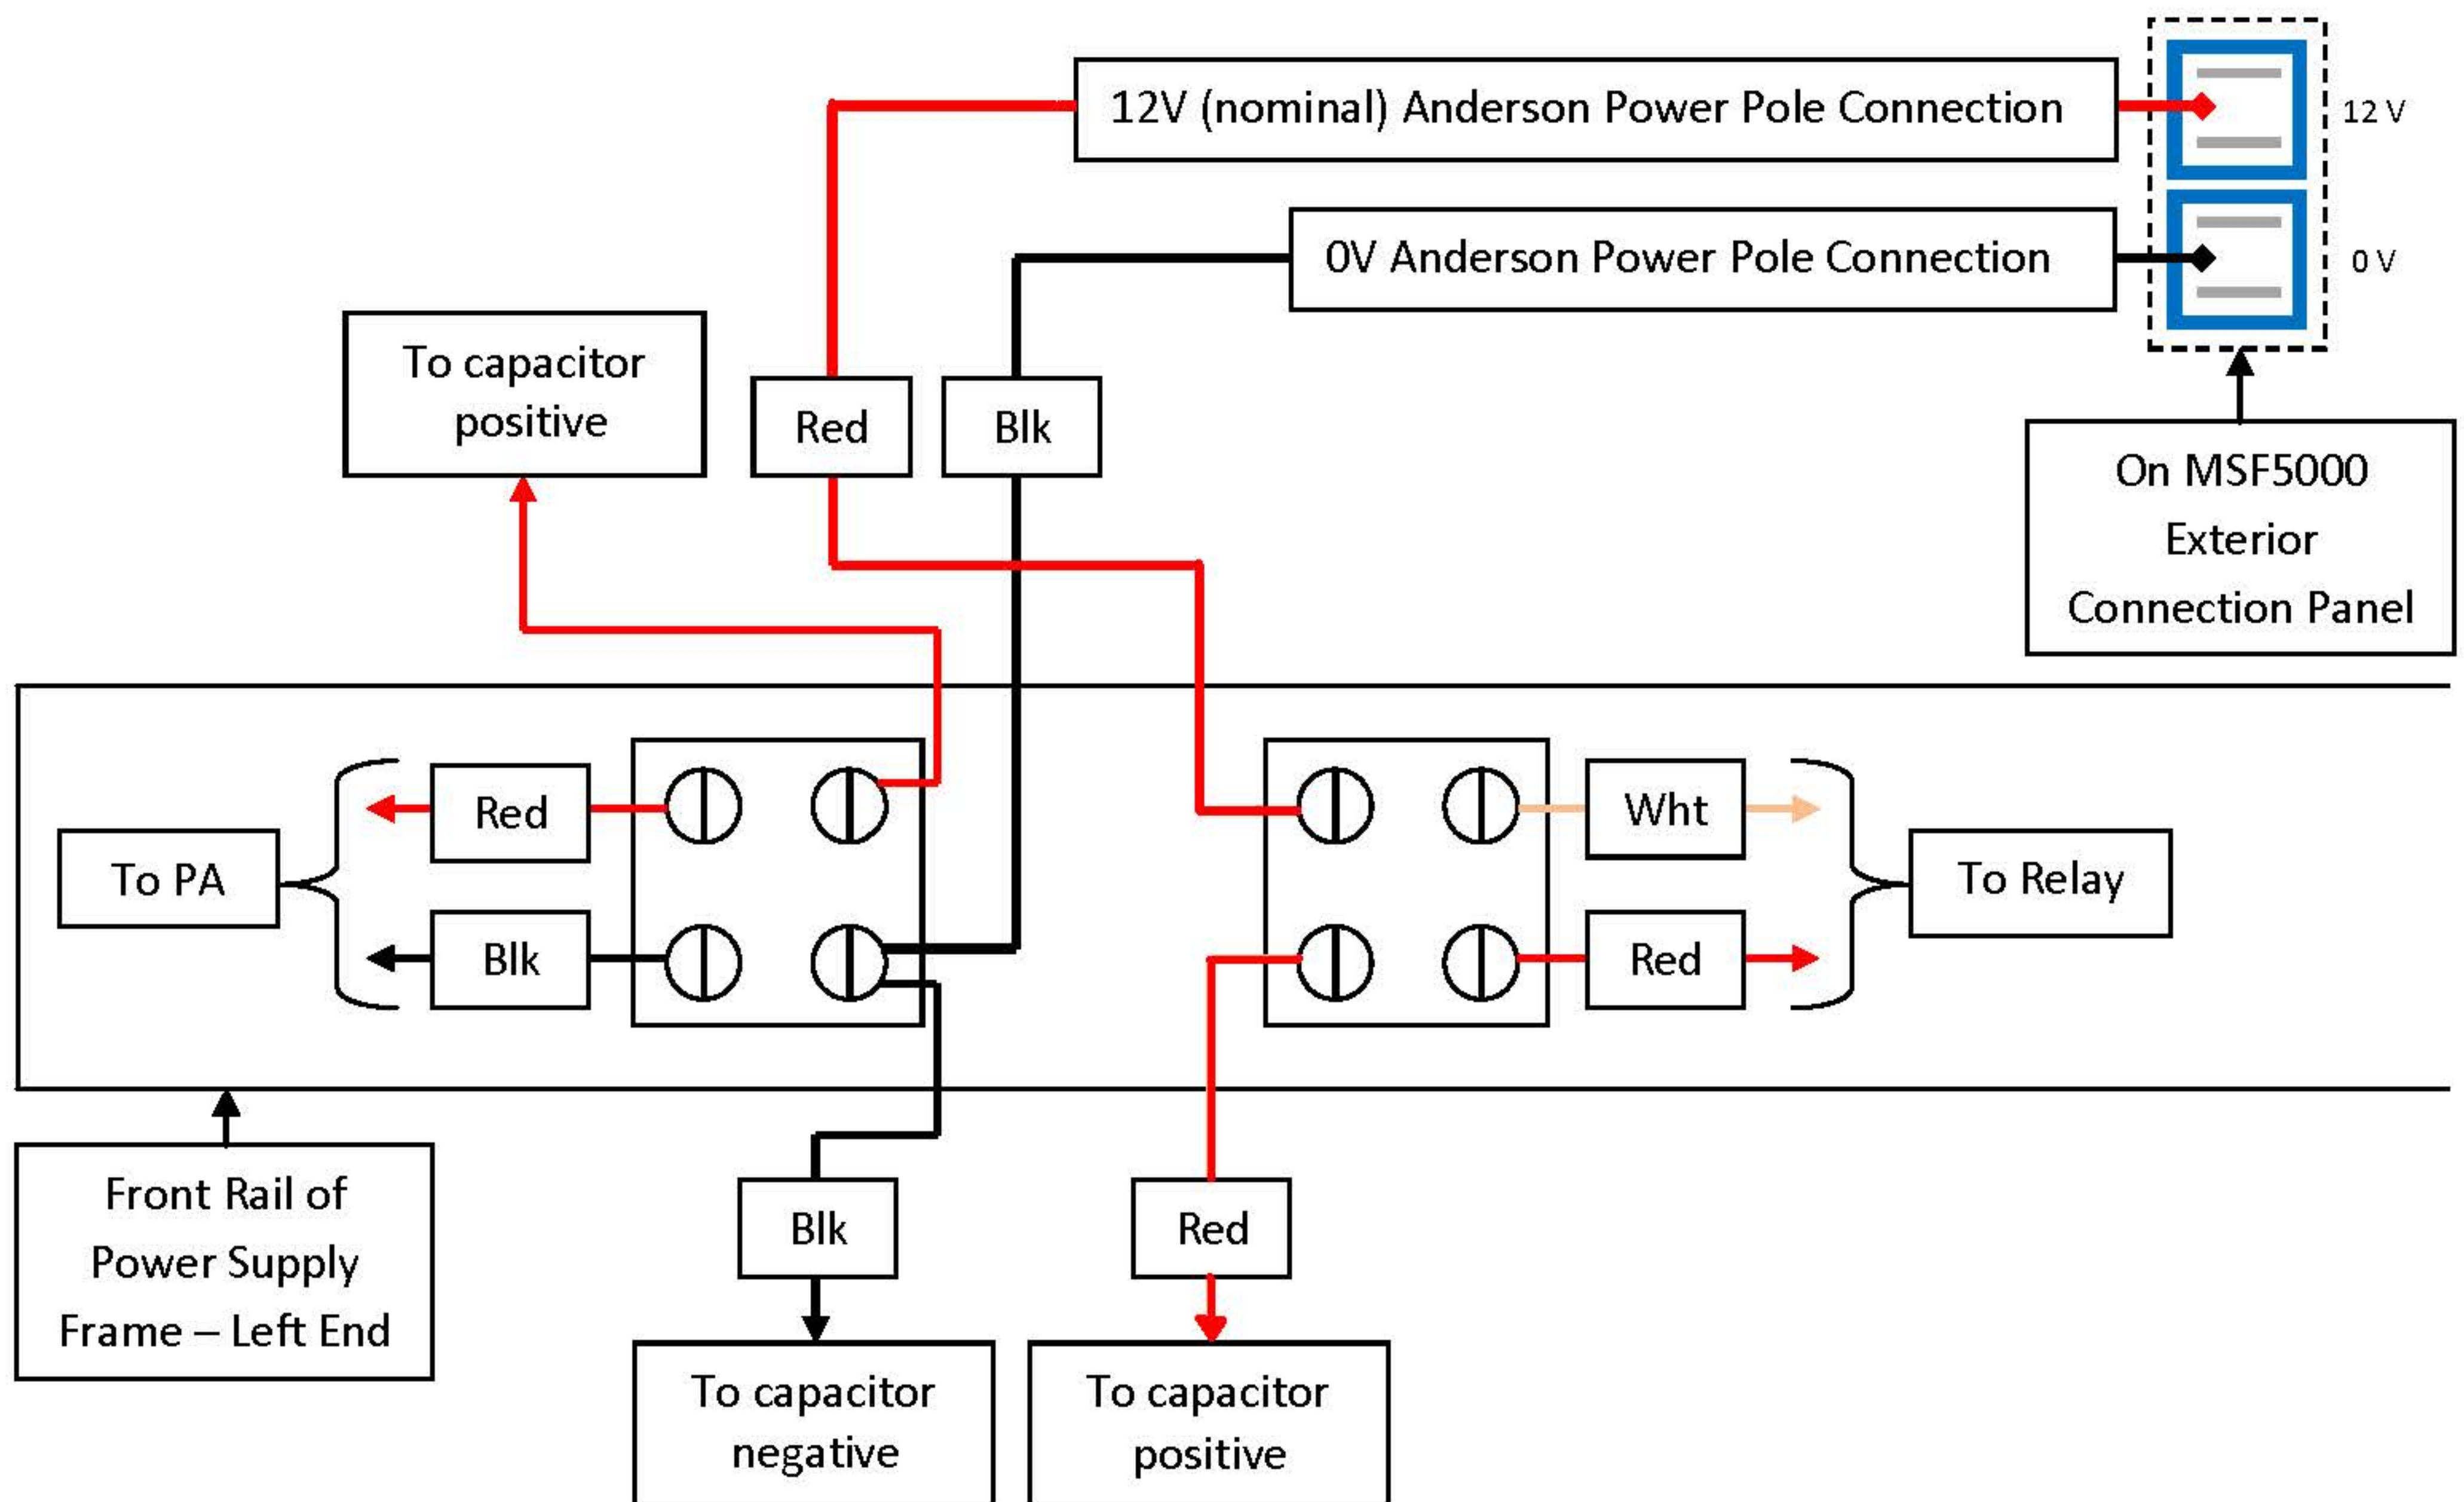 12V (nominal) Anderson Power Pole Connection
12 V
0V Anderson Power Pole Connection
0 V
To capacitor
positive
Red
Blk
On MSF5000
Exterior
Connection Panel
To PA
Red
Blk
Wht
Red
To Relay
Front Rail of
Power Supply
Frame – Left End
Blk
Red
To capacitor
negative
To capacitor
positive